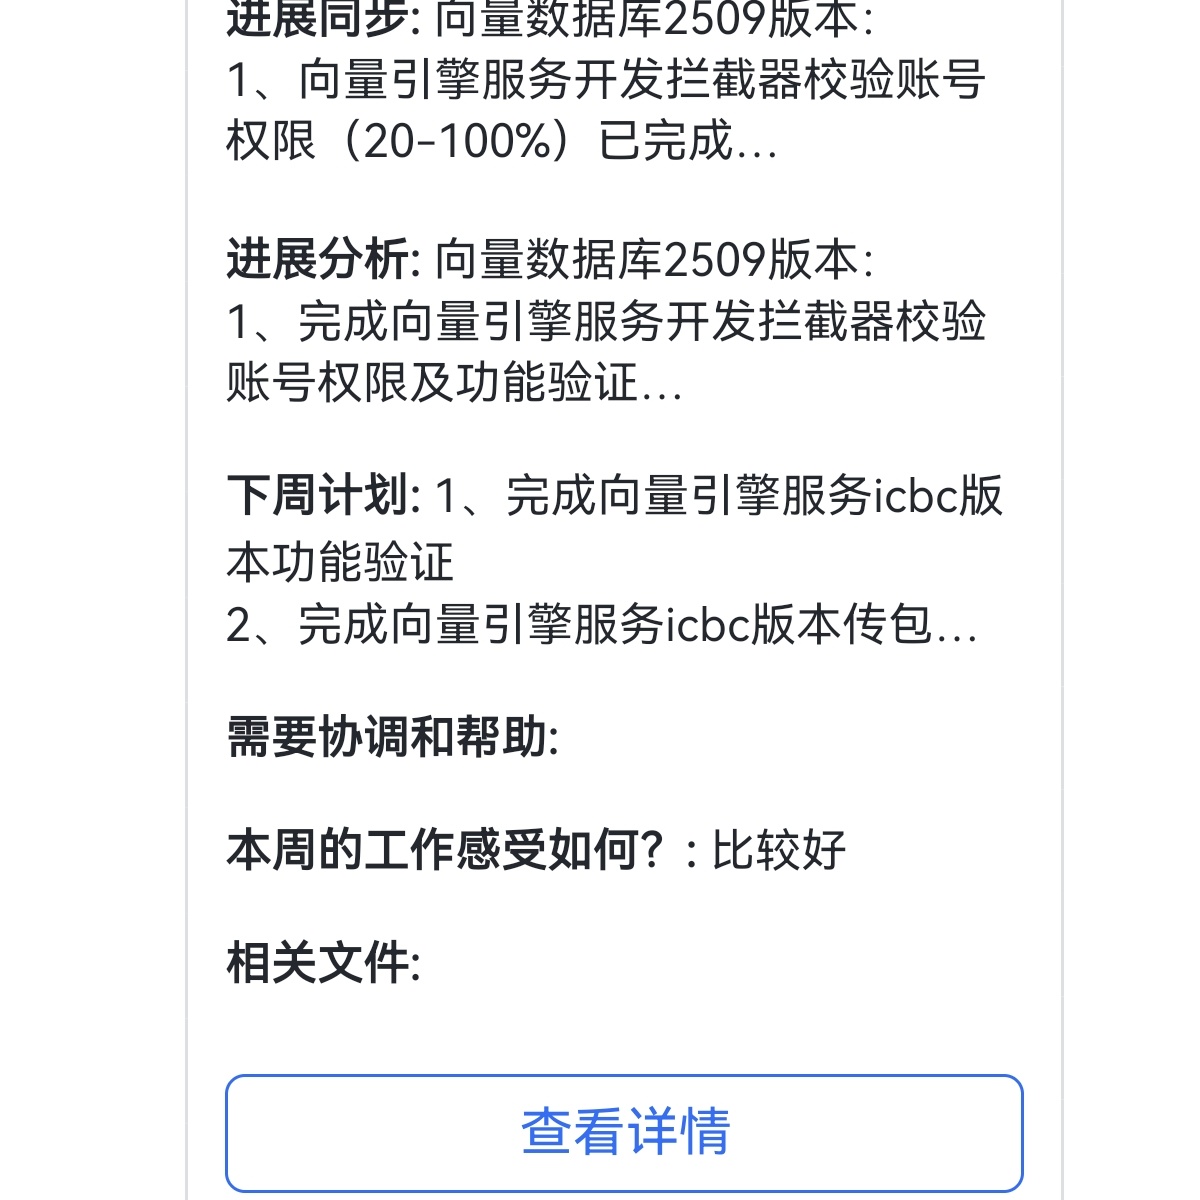 进展同步: 向量数据库2509版本：
1、向量引擎服务开发拦截器校验账号
权限（20-100%）已完成...
进展分析: 向量数据库2509版本：
1、完成向量引擎服务开发拦截器校验
账号权限及功能验证...
下周计划: 1、完成向量引擎服务icbc版
本功能验证
2、完成向量引擎服务icbc版本传包...
需要协调和帮助:
本周的工作感受如何？: 比较好
相关文件:
查看详情